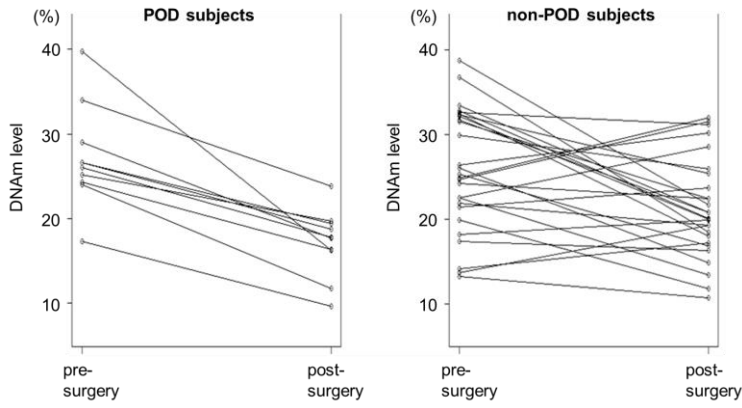 (%)
POD subjects
40
30
20
10
DNAm level
pre-
surgery
post-
surgery
(%)
non-POD subjects
40
30
20
10
DNAm level
pre-
surgery
post-
surgery